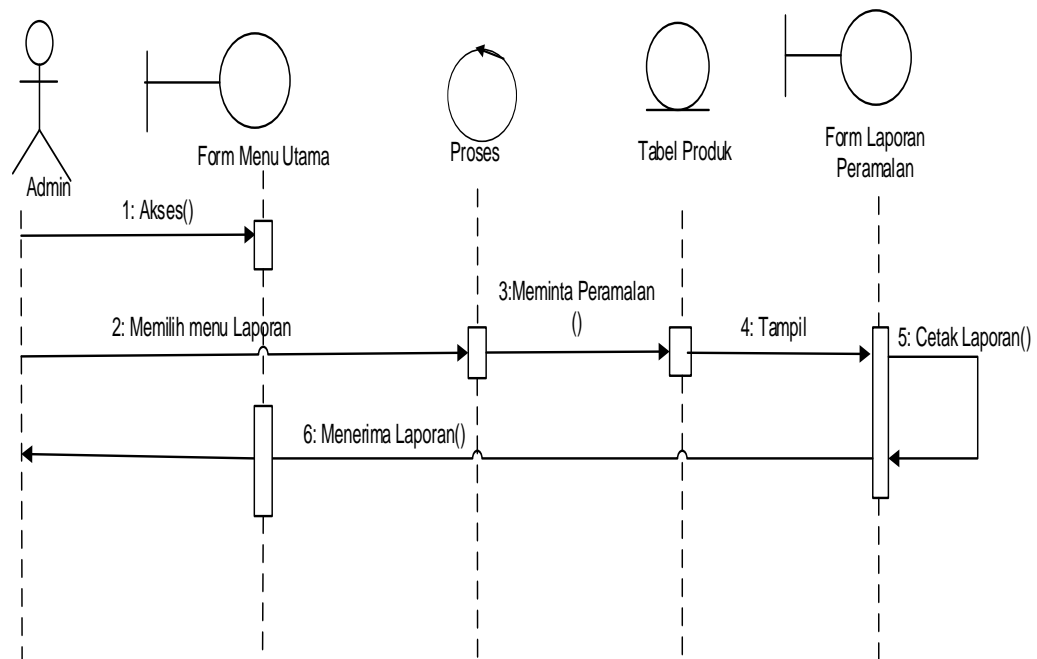 Admin
Form Menu Utama
Proses
Tabel Produk
Form Laporan
Peramalan
1: Akses()
2: Memilih menu Laporan
3:Meminta Peramalan
()
4: Tampil
5: Cetak Laporan()
6: Menerima Laporan()